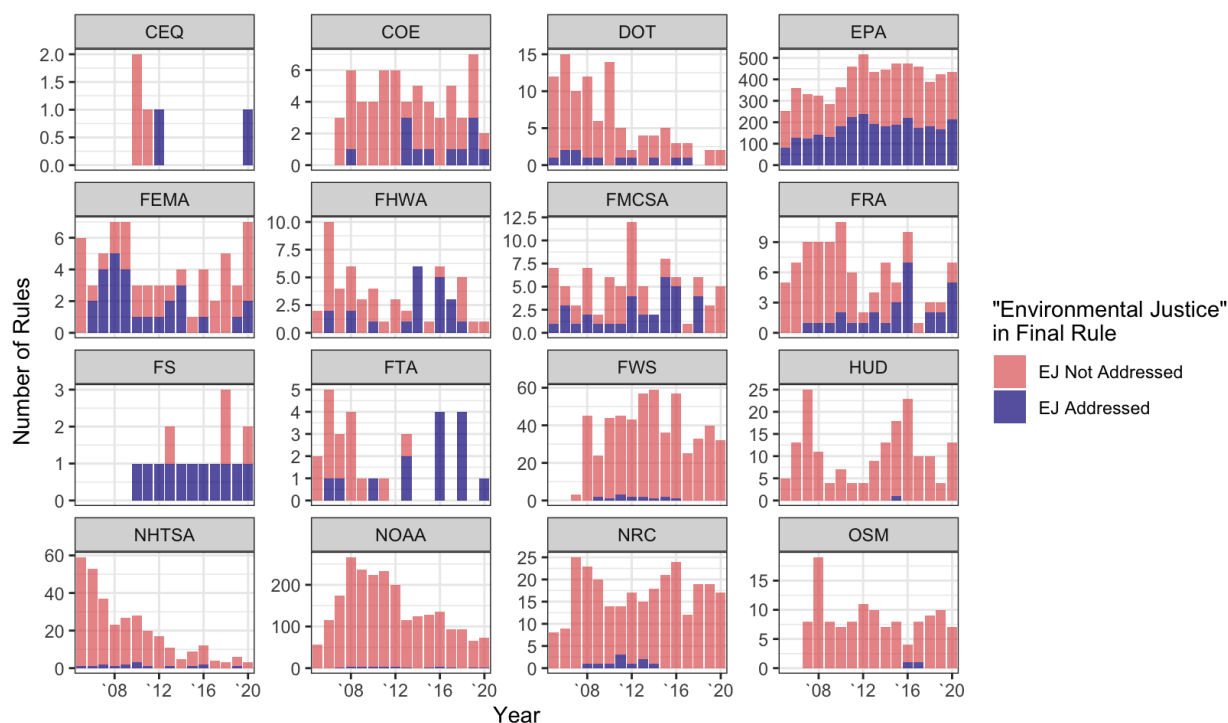 CEQ COE DOT EPA
2.0 6 15 500
1.5 4 10 400
1.0 300
0.5 2 5 200
0.0 0 0 100
0
FEMA FHWA FMCSA FRA
6 10.0 12.5 9
4 7.5 10.0 6
2 5.0 7.5 3
0 2.5 5.0 0
0.0 2.5
0.0
FS FTA FWS HUD
3 5 60 25
2 4 40 20
1 3 20 15
0 2 0 10
1 5
0 0
NHTSA NOAA NRC OSM
60 200 25 15
40 100 20 10
20 0 15 5
0 10 0
5
0
`08 `12 `16 `20 `08 `12 `16 `20 `08 `12 `16 `20 `08 `12 `16 `20
Year
Number of Rules
"Environmental Justice"
in Final Rule
EJ Not Addressed
EJ Addressed